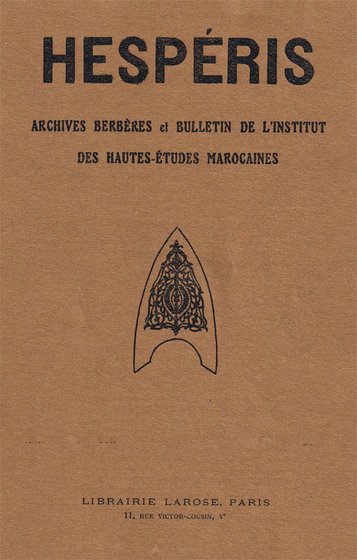 HESPÉRIS
ARCHIVES BERBÈRES et BULLETIN DE L'INSTITUT
DES HAUTES-ÉTUDES MAROCAINES
LIBRAIRIE LAROSE, PARIS
11, RUE VICTOR-COUSIN, Vᵉ